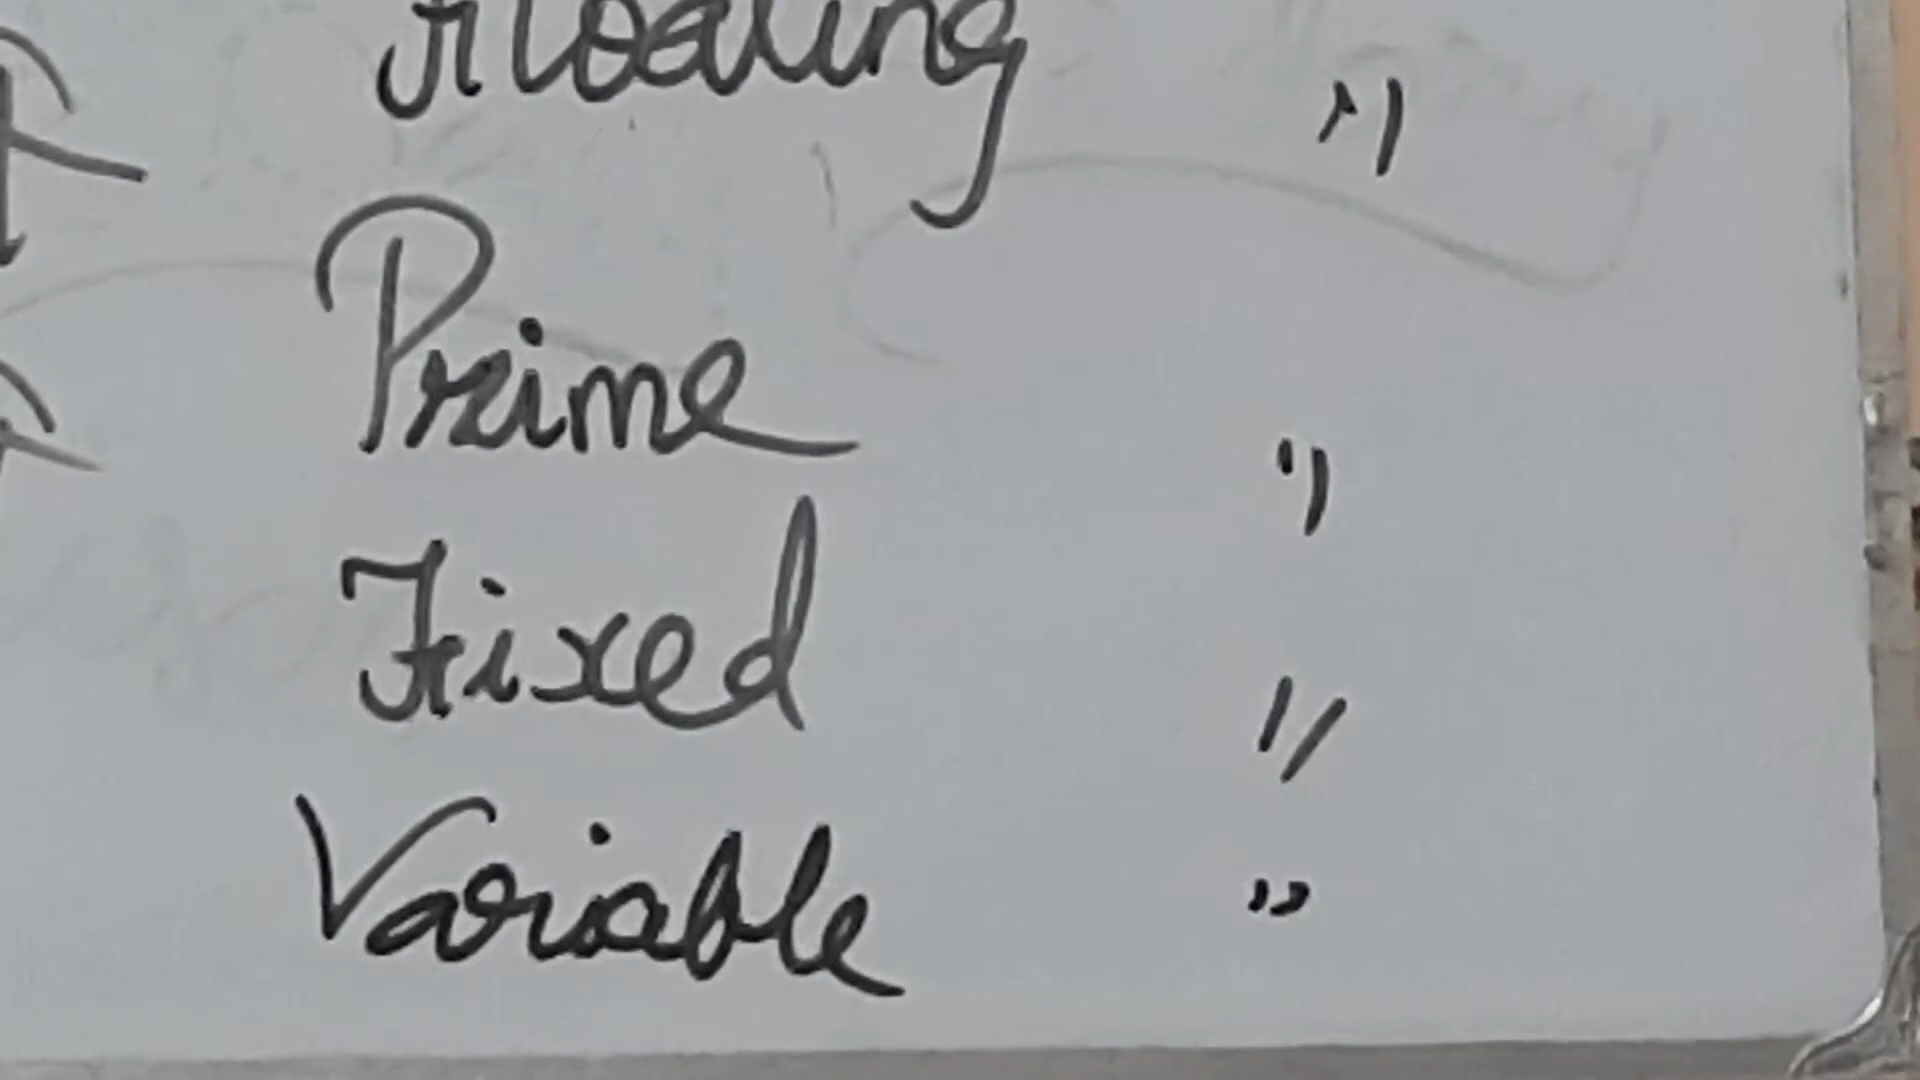 Floating "
Prime "
Fixed "
Variable "